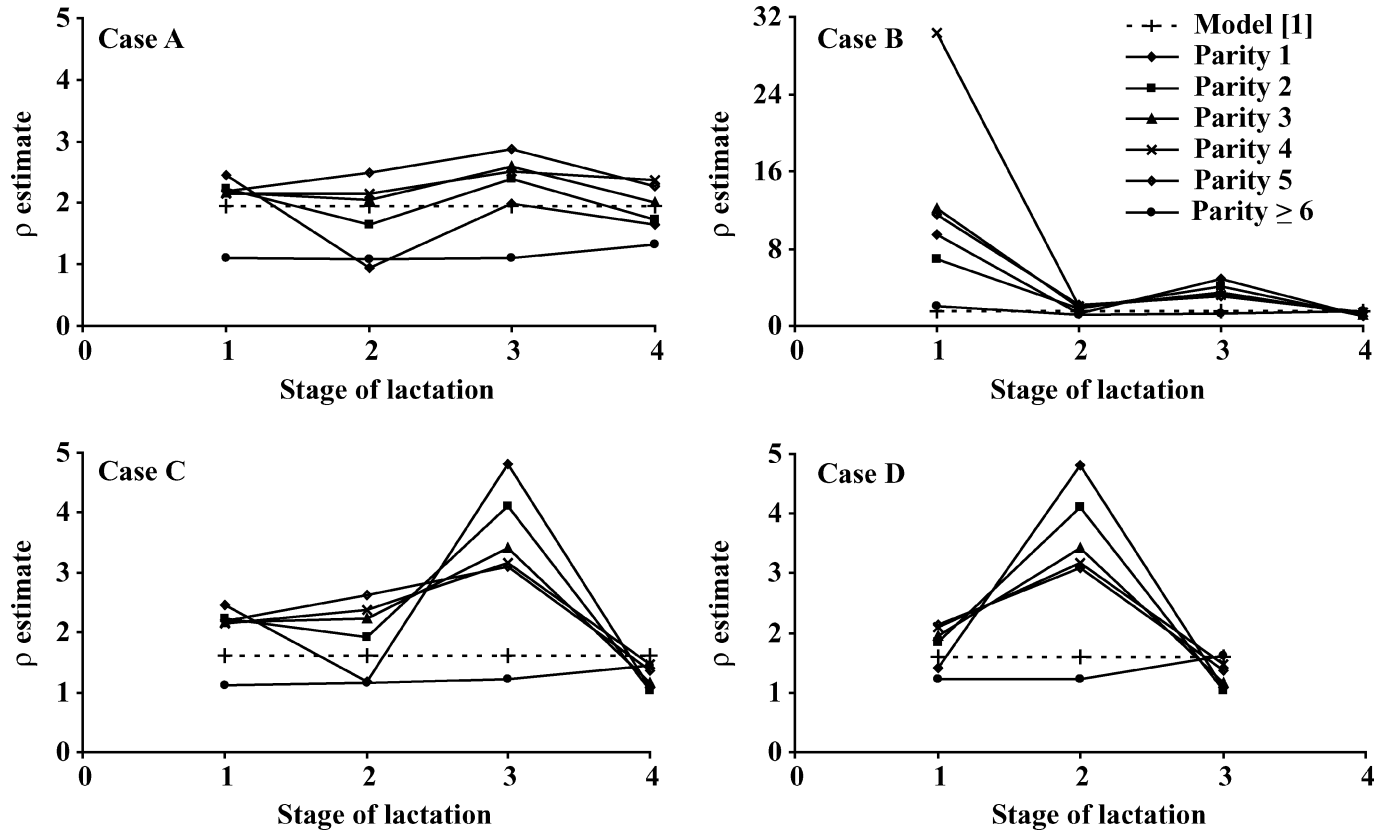 Case A
5
4
3
2
1
0
ρ estimate
0 1 2 3 4
Stage of lactation
Case B
32
24
16
8
0
ρ estimate
0 1 2 3 4
Stage of lactation
Model [1]
Parity 1
Parity 2
Parity 3
Parity 4
Parity 5
Parity ≥ 6
Case C
5
4
3
2
1
0
ρ estimate
0 1 2 3 4
Stage of lactation
Case D
5
4
3
2
1
0
ρ estimate
0 1 2 3 4
Stage of lactation